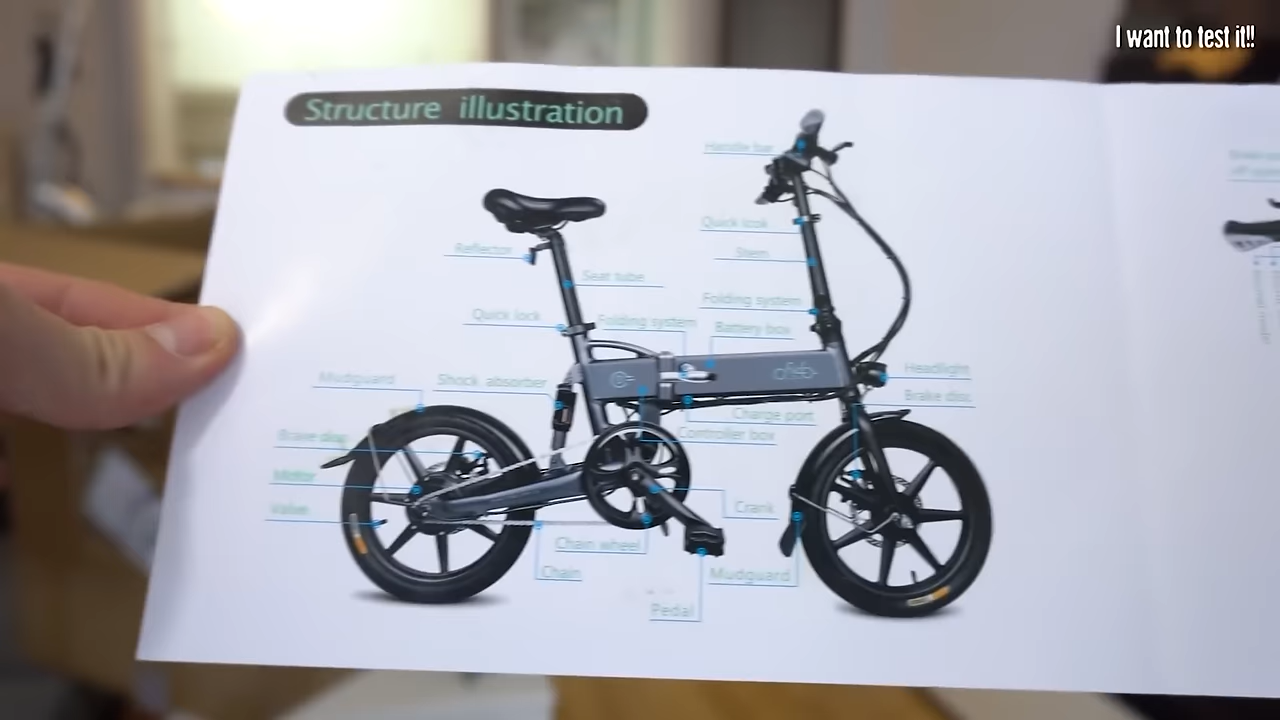 I want to test it!!
Structure illustration
Handle bar
Quick look
Reflector
Stem
Seat tube
Folding system
Quick lock
Folding system
Battery box
Headlight
Mudguard
Shock absorber
Brake disc
Charge port
Brake disc
Controller box
Motor
Valve
Crank
Chain wheel
Chain
Mudguard
Pedal